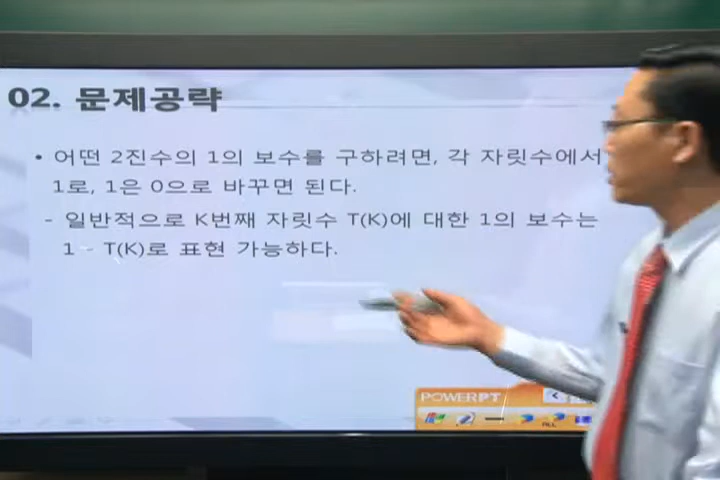 02. 문제공략
• 어떤 2진수의 1의 보수를 구하려면, 각 자릿수에서
1로, 1은 0으로 바꾸면 된다.
- 일반적으로 K번째 자릿수 T(K)에 대한 1의 보수는
1 - T(K)로 표현 가능하다.
POWERPT
ALL